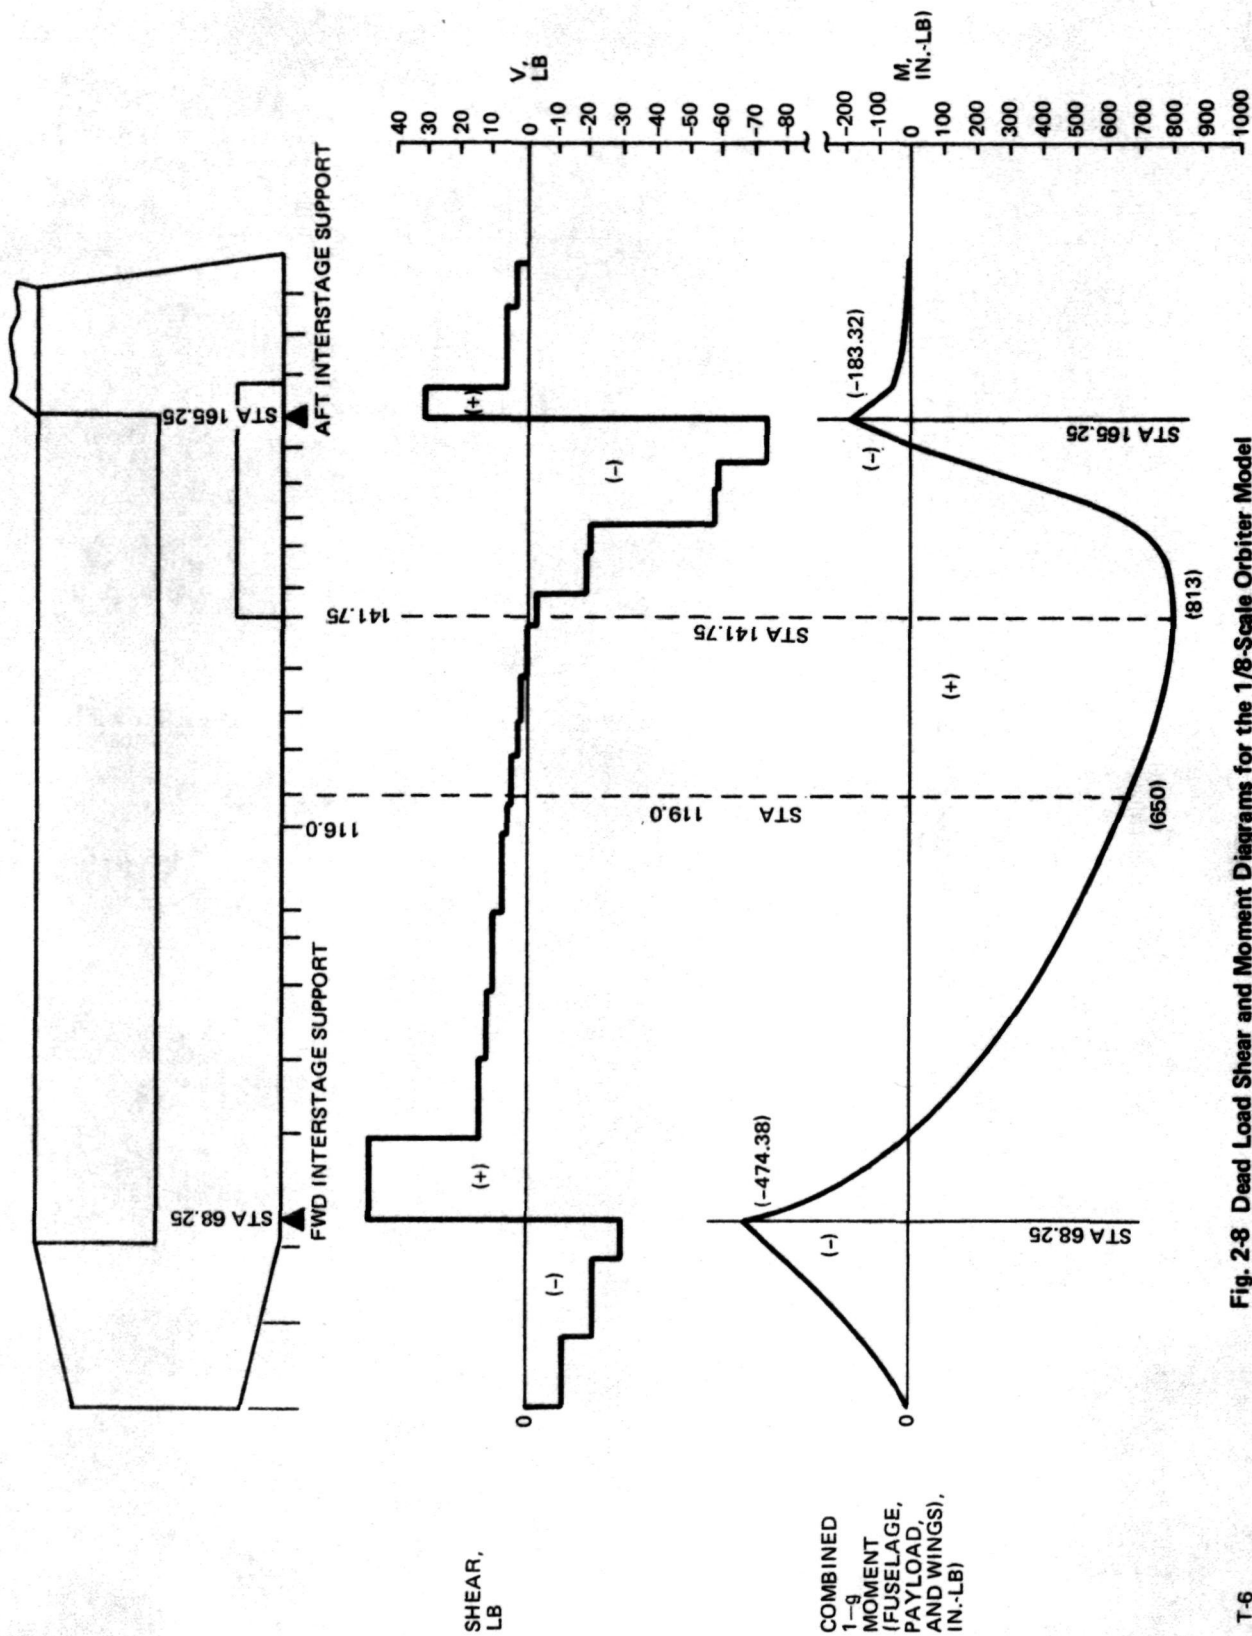 STA 68.25
FWD INTERSTAGE SUPPORT
116.0
141.75
STA 165.25
AFT INTERSTAGE SUPPORT
SHEAR,
LB
0
(-)
(+)
(-)
(+)
V,
LB
40
30
20
10
0
-10
-20
-30
-40
-50
-60
-70
-80
STA 119.0
STA 141.75
COMBINED
1-g
MOMENT
(FUSELAGE,
PAYLOAD,
AND WINGS),
IN.-LB)
0
(-)
(-474.38)
STA 68.25
(650)
(+)
(813)
(-)
(-183.32)
STA 165.25
M,
IN.-LB)
-200
-100
0
100
200
300
400
500
600
700
800
900
1000
Fig. 2-8 Dead Load Shear and Moment Diagrams for the 1/8-Scale Orbiter Model
T-6